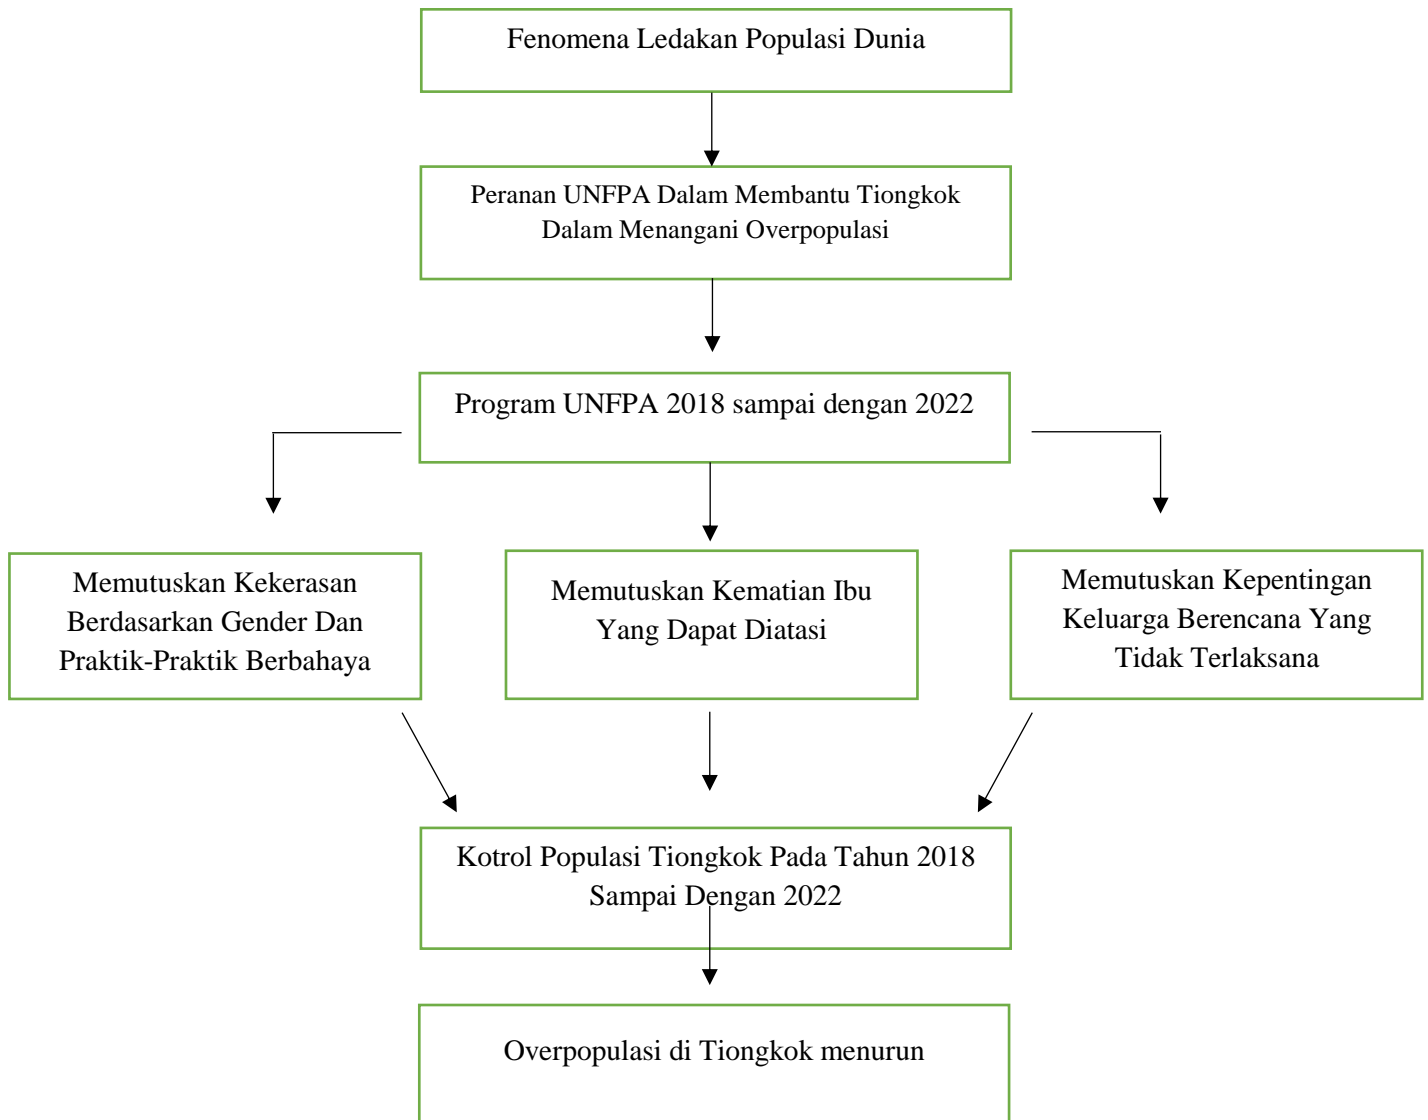 Fenomena Ledakan Populasi Dunia
Peranan UNFPA Dalam Membantu Tiongkok
Dalam Menangani Overpopulasi
Program UNFPA 2018 sampai dengan 2022
Memutuskan Kekerasan
Berdasarkan Gender Dan
Praktik-Praktik Berbahaya
Memutuskan Kematian Ibu
Yang Dapat Diatasi
Memutuskan Kepentingan
Keluarga Berencana Yang
Tidak Terlaksana
Kotrol Populasi Tiongkok Pada Tahun 2018
Sampai Dengan 2022
Overpopulasi di Tiongkok menurun